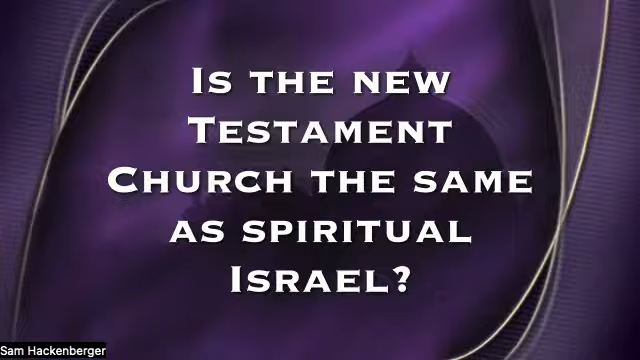 Is the new
Testament
Church the same
as spiritual
Israel?
Sam Hackenberger